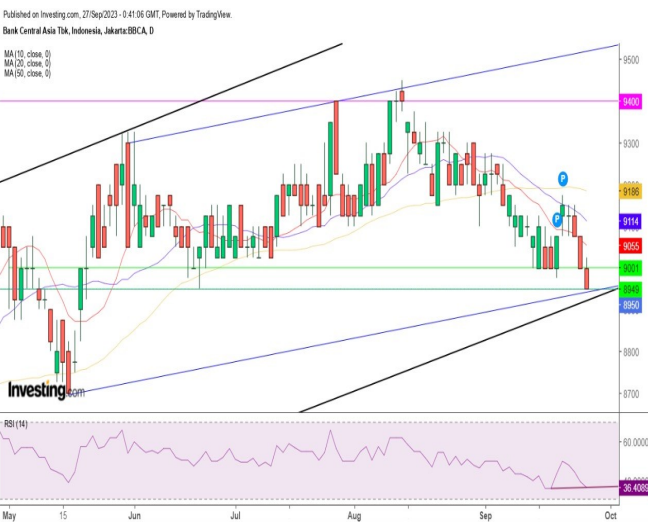 Published on Investing.com, 27/Sep/2023 - 0:41:06 GMT, Powered by TradingView.
Bank Central Asia Tbk, Indonesia, Jakarta:BBCA, D
MA (10, close, 0)
MA (20, close, 0)
MA (50, close, 0)
9500
9400
9300
9186
9114
9055
9001
8949
8950
8800
8700
P
P
Investing.com
RSI (14)
60.0000
36.4089
May 15 Jun Jul Aug Sep Oct